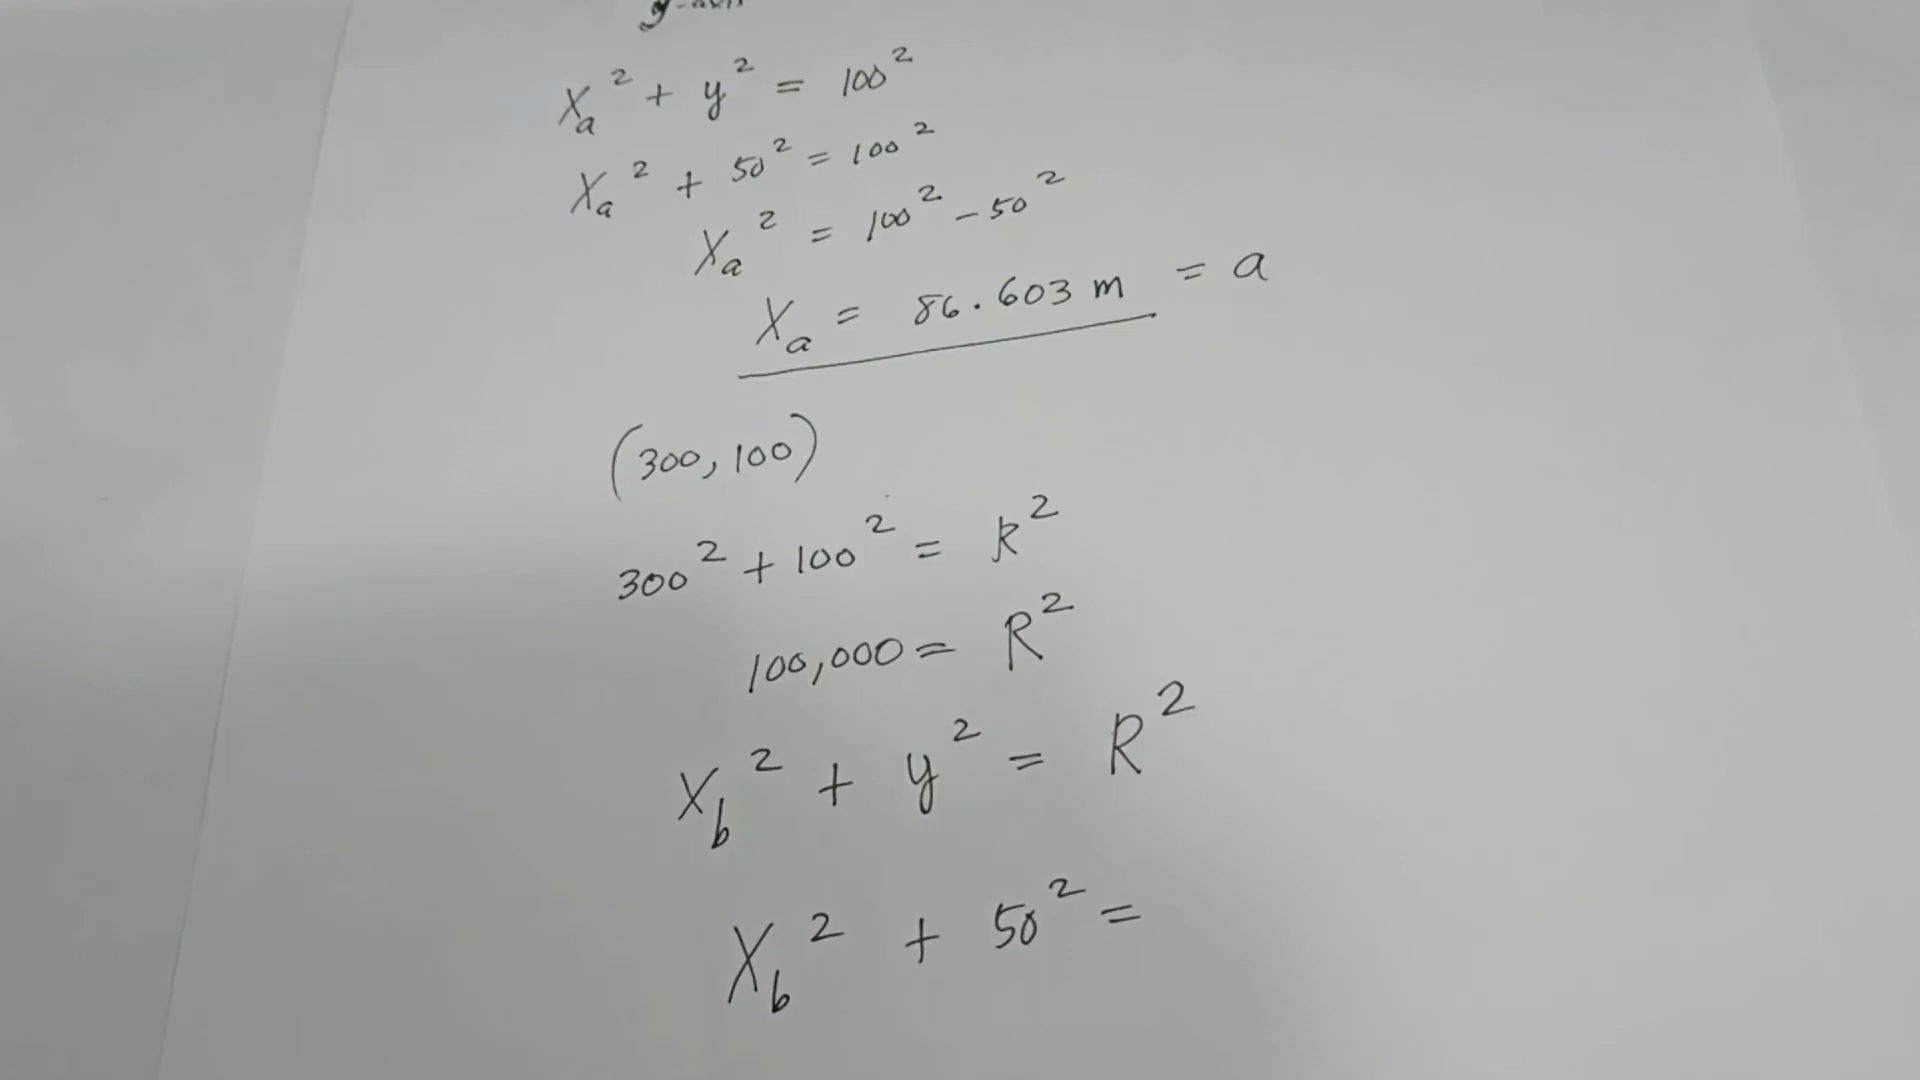 y-axis
Xa² + y² = 100²
Xa² + 50² = 100²
Xa² = 100² - 50²
Xa = 86.603 m = a
(300, 100)
300² + 100² = R²
100,000 = R²
Xb² + y² = R²
Xb² + 50² =